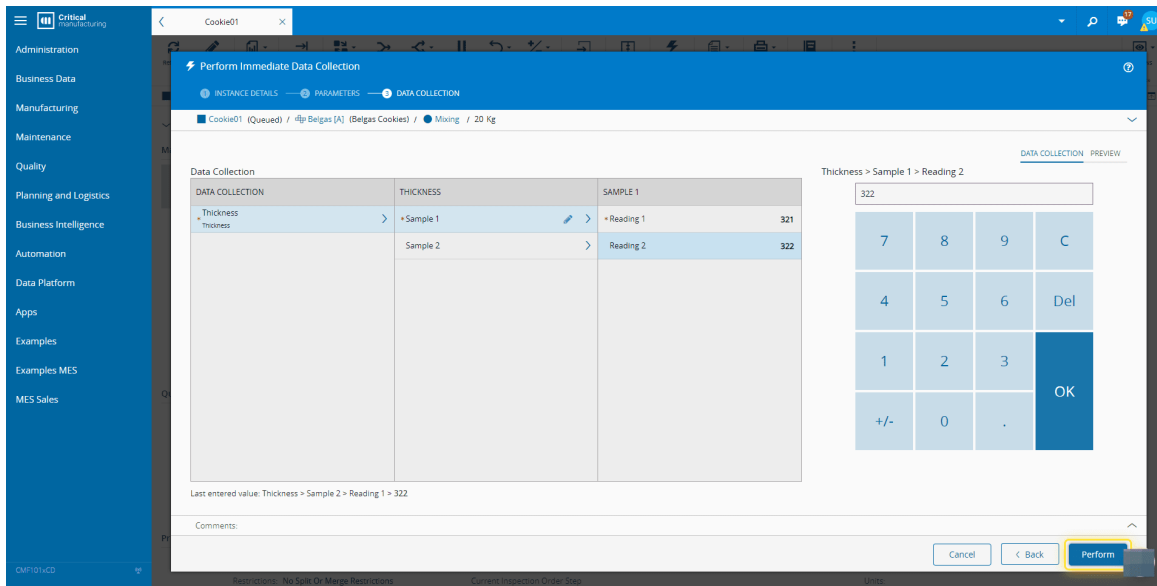 Critical
manufacturing
Cookie01
17
SU
Administration
Business Data
Manufacturing
Maintenance
Quality
Planning and Logistics
Business Intelligence
Automation
Data Platform
Apps
Examples
Examples MES
MES Sales
CMF101xCD
Perform Immediate Data Collection
1 INSTANCE DETAILS 2 PARAMETERS 3 DATA COLLECTION
Cookie01 (Queued) / Belgas [A] (Belgas Cookies) / Mixing / 20 Kg
DATA COLLECTION PREVIEW
Data Collection
DATA COLLECTION THICKNESS SAMPLE 1
* Thickness > * Sample 1 > * Reading 1 321
Thickness
Sample 2 > Reading 2 322
Last entered value: Thickness > Sample 2 > Reading 1 > 322
Thickness > Sample 1 > Reading 2
322
7 8 9 C
4 5 6 Del
1 2 3
OK
+/- 0 .
Comments:
Cancel < Back Perform
Restrictions: No Split Or Merge Restrictions Current Inspection Order Step Units: